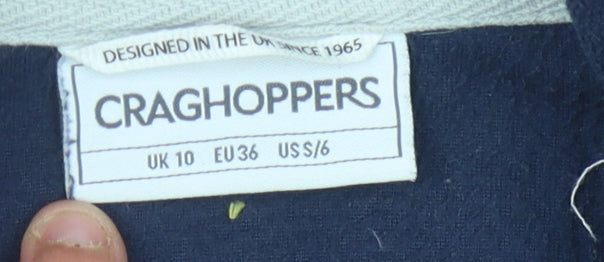 DESIGNED IN THE UK SINCE 1965
CRAGHOPPERS
UK 10 EU 36 US S/6